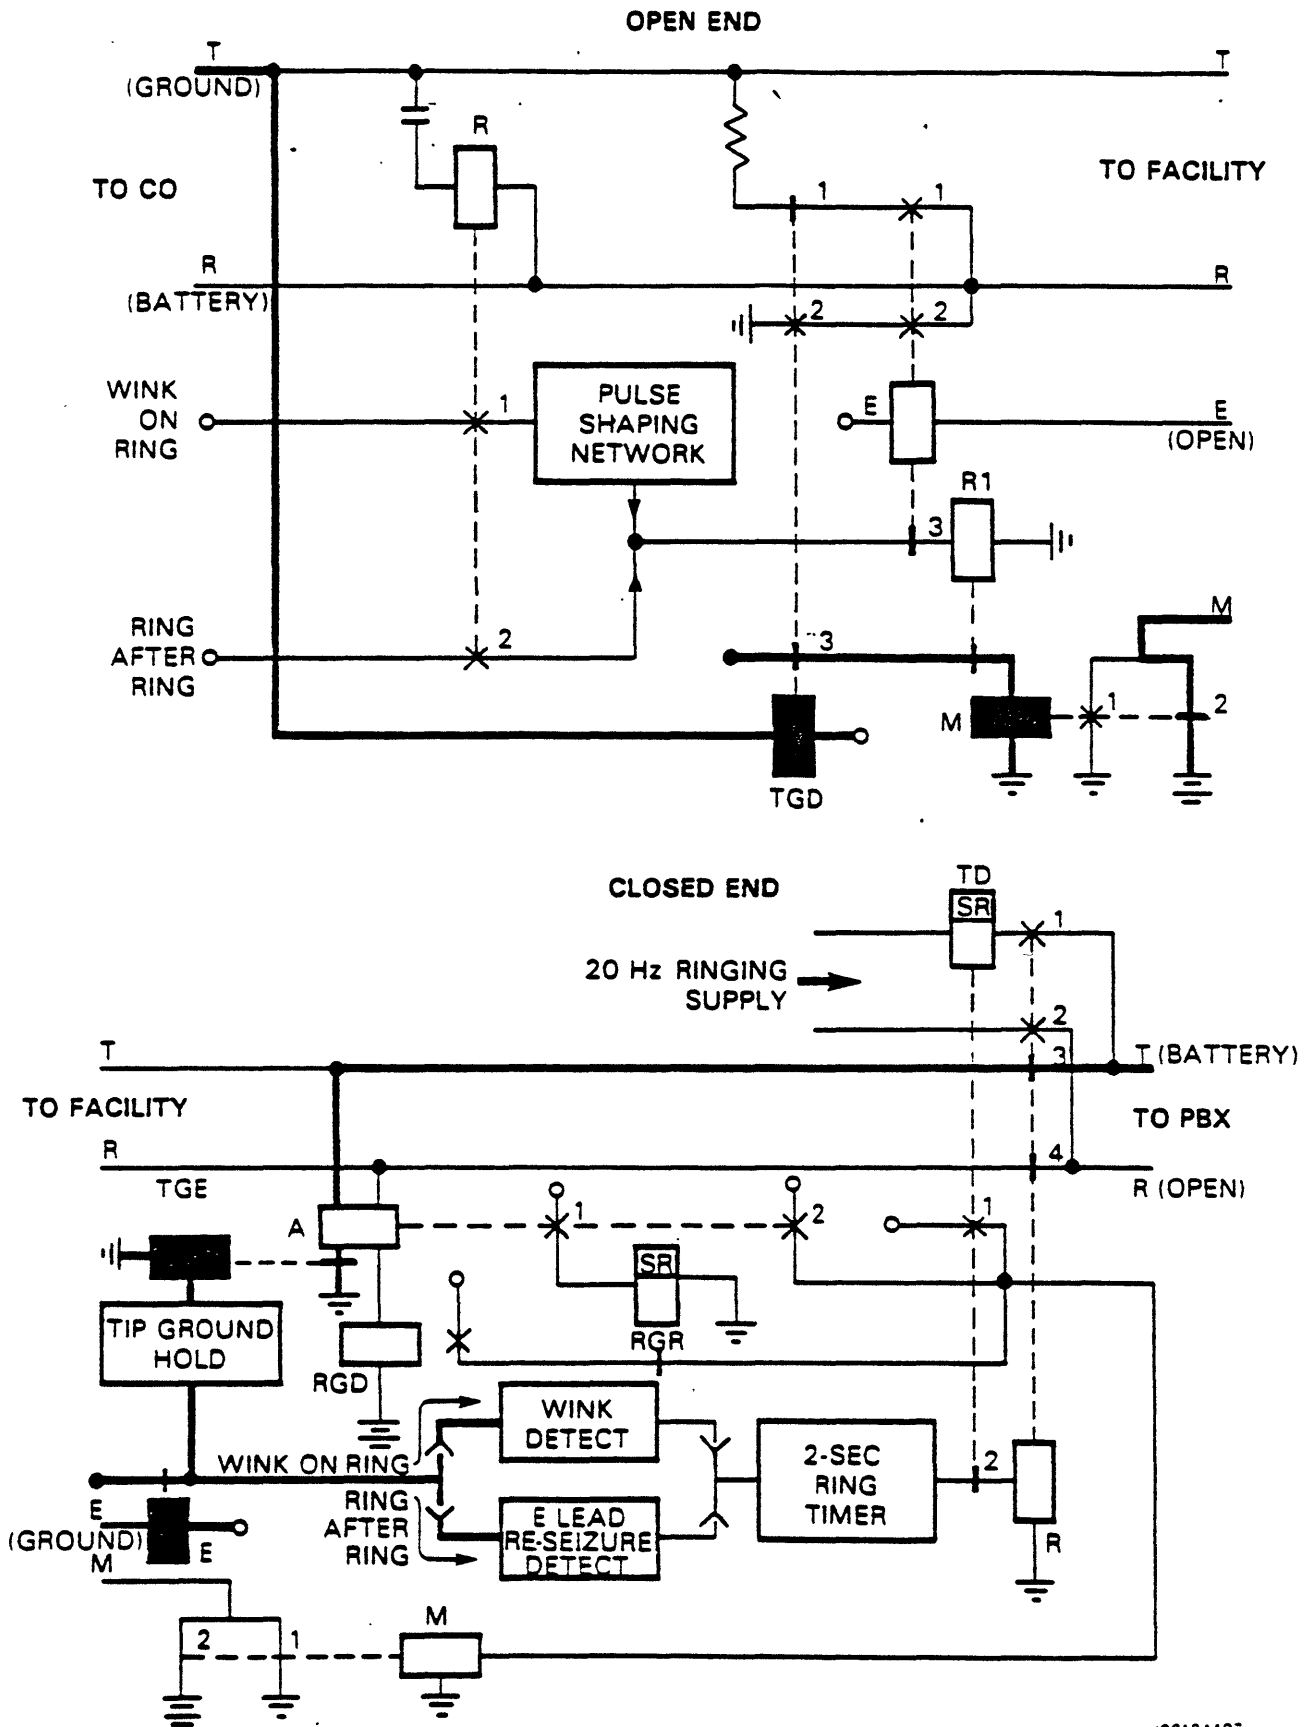 OPEN END
T
(GROUND)
T
R
TO CO
TO FACILITY
1
1
R
(BATTERY)
R
2
2
WINK
ON
RING
1
PULSE
SHAPING
NETWORK
E
E
(OPEN)
R1
3
RING
AFTER
RING
2
3
M
M
1
2
TGD
CLOSED END
TD
SR
1
20 Hz RINGING
SUPPLY
2
T
3
T (BATTERY)
TO FACILITY
TO PBX
R
4
R (OPEN)
TGE
A
1
2
1
SR
TIP GROUND
HOLD
RGR
RGD
WINK
DETECT
WINK ON RING
2-SEC
RING
TIMER
2
E
(GROUND)
E
RING
AFTER
RING
E LEAD
RE-SEIZURE
DETECT
R
M
M
2
1